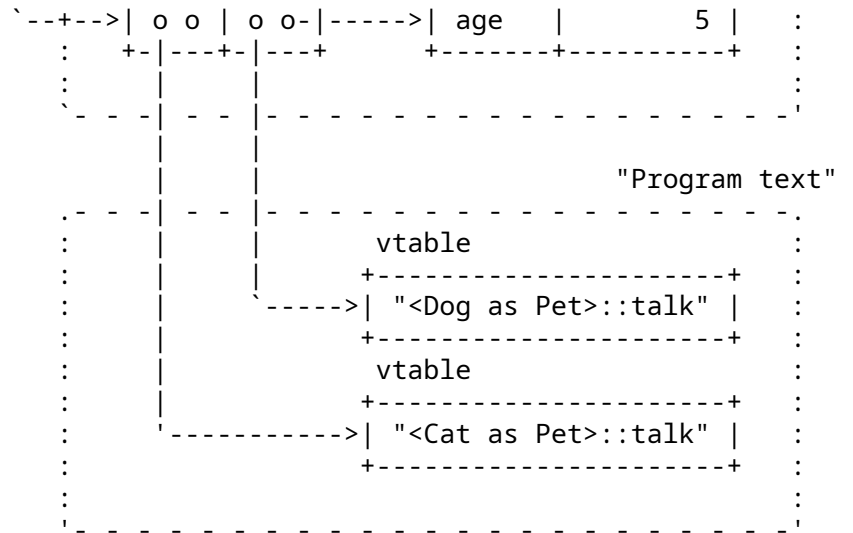 o o o o age 5
"Program text"
vtable
"<Dog as Pet>::talk"
vtable
"<Cat as Pet>::talk"